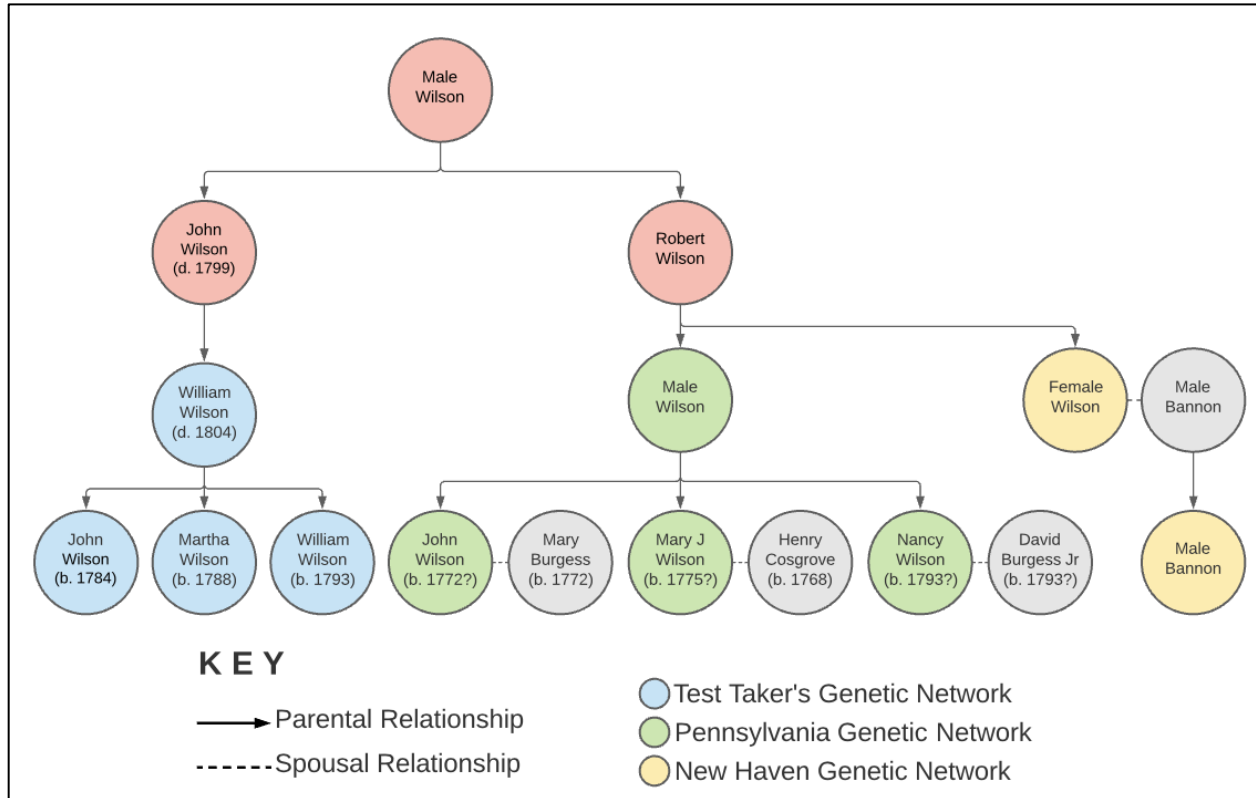 Male
Wilson
John
Wilson
(d. 1799)
Robert
Wilson
William
Wilson
(d. 1804)
Male
Wilson
Female
Wilson
Male
Bannon
John
Wilson
(b. 1784)
Martha
Wilson
(b. 1788)
William
Wilson
(b. 1793)
John
Wilson
(b. 1772?)
Mary
Burgess
(b. 1772)
Mary J
Wilson
(b. 1775?)
Henry
Cosgrove
(b. 1768)
Nancy
Wilson
(b. 1793?)
David
Burgess Jr
(b. 1793?)
Male
Bannon
KEY
Parental Relationship
Spousal Relationship
Test Taker's Genetic Network
Pennsylvania Genetic Network
New Haven Genetic Network